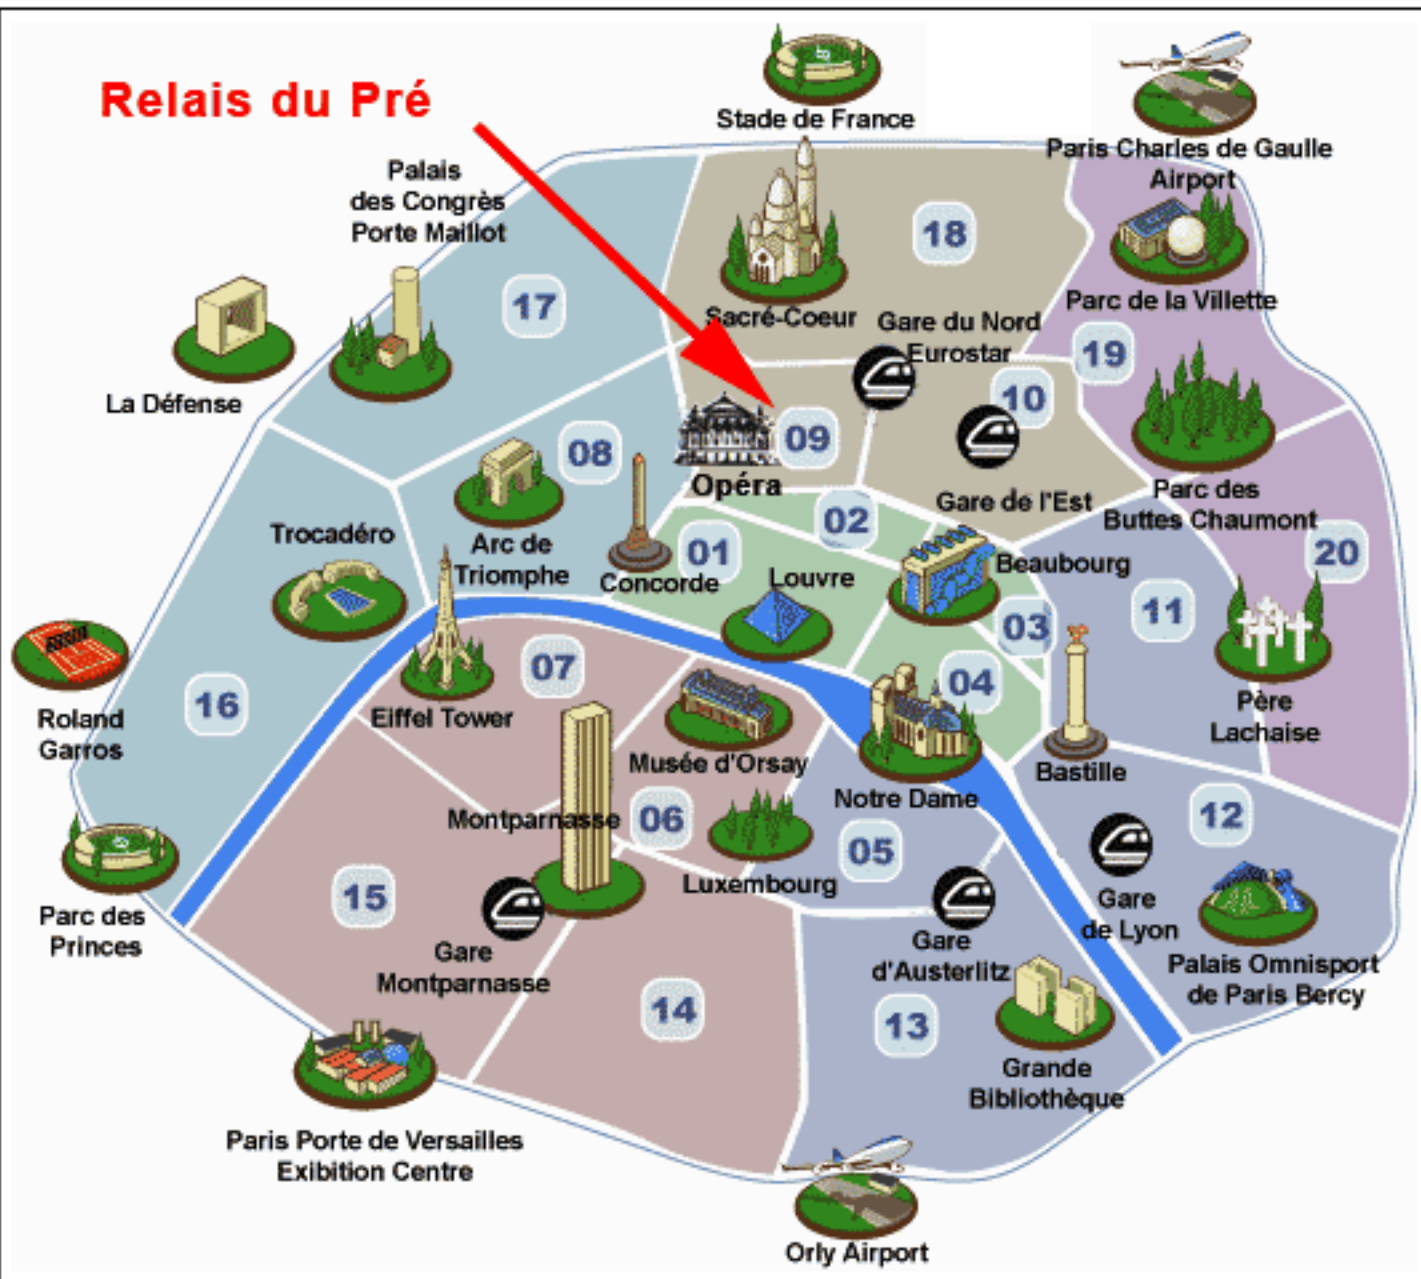 Stade de France
Relais du Pré
Paris Charles de Gaulle
Airport
Palais
des Congrès
Porte Maillot
18
17
Parc de la Villette
Sacré-Coeur
Gare du Nord
Eurostar
19
La Défense
10
09
08
Opéra
Parc des
Buttes Chaumont
Gare de l'Est
02
Trocadéro
Arc de
Triomphe
01
Concorde
Louvre
Beaubourg
20
11
03
07
04
16
Roland
Garros
Eiffel Tower
Père
Lachaise
Musée d'Orsay
Bastille
Notre Dame
Montparnasse
06
12
05
Luxembourg
15
Gare
de Lyon
Parc des
Princes
Gare
Montparnasse
Gare
d'Austerlitz
Palais Omnisport
de Paris Bercy
14
13
Grande
Bibliothèque
Paris Porte de Versailles
Exibition Centre
Orly Airport